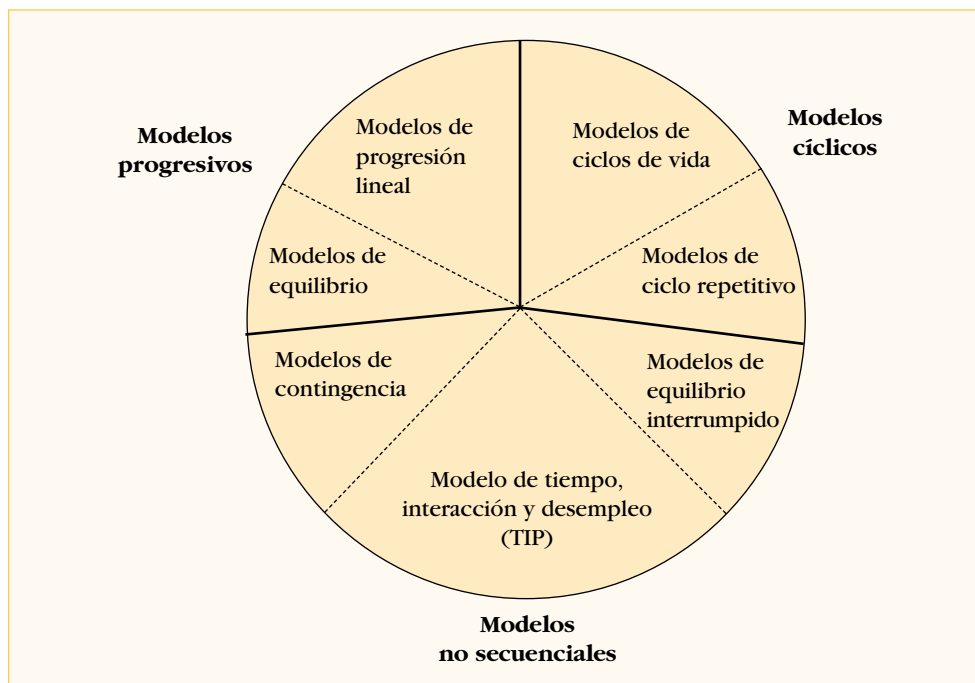 Modelos
progresivos
Modelos de
progresión
lineal
Modelos de
equilibrio
Modelos
cíclicos
Modelos de
ciclos de vida
Modelos de
ciclo repetitivo
Modelos de
contingencia
Modelo de tiempo,
interacción y desempleo
(TIP)
Modelos de
equilibrio
interrumpido
Modelos
no secuenciales